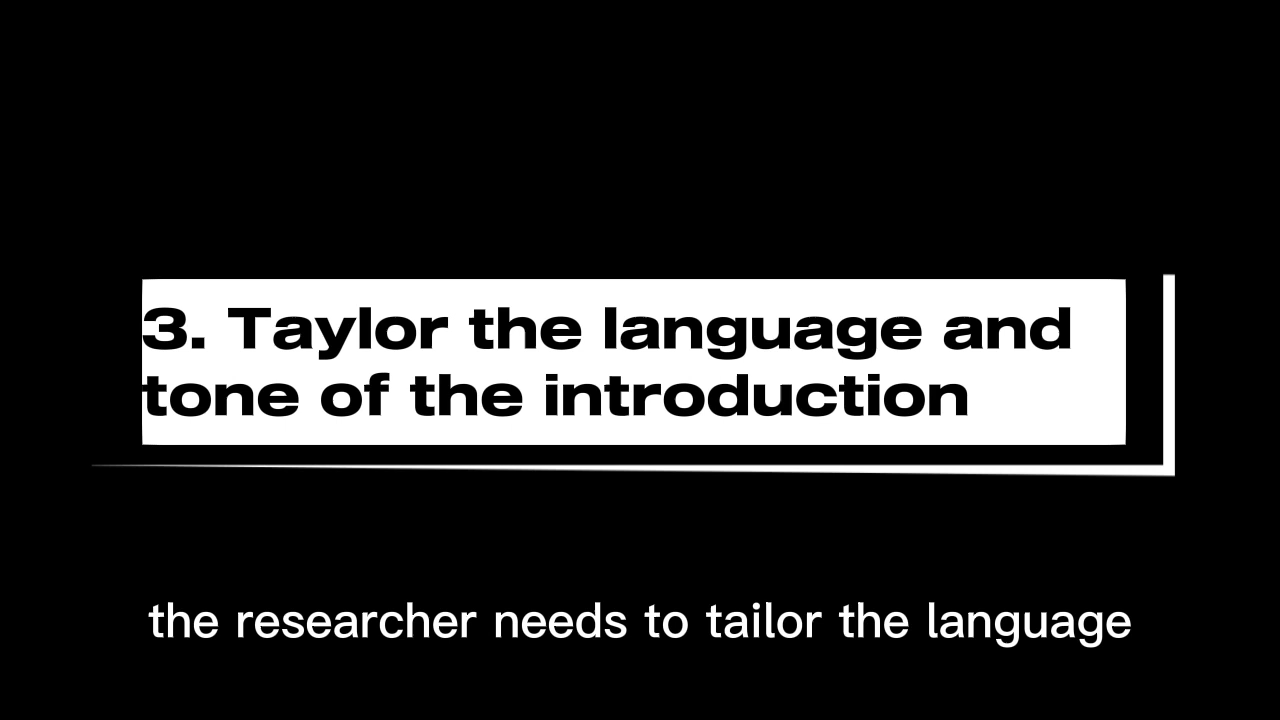 3. Taylor the language and
tone of the introduction
the researcher needs to tailor the language